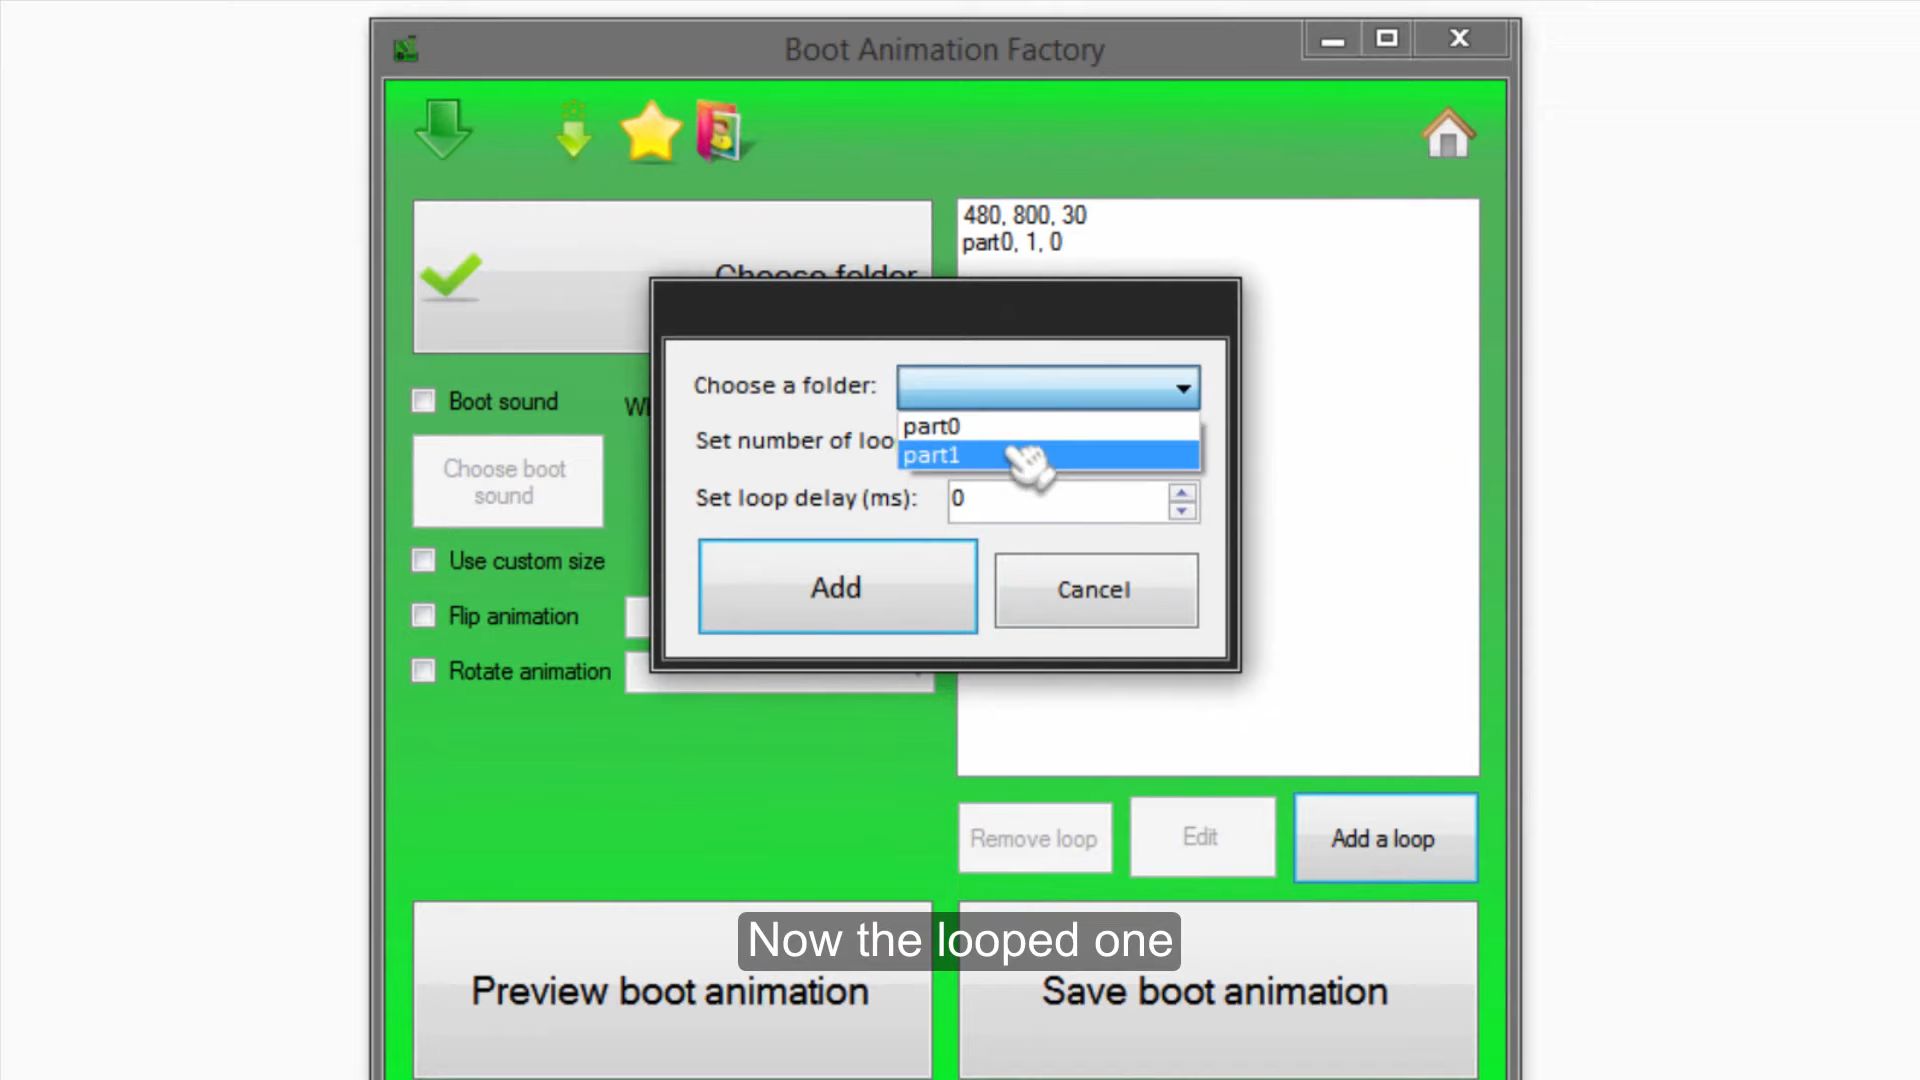 Boot Animation Factory
480, 800, 30
part0, 1, 0
Choose folder
Choose a folder:
part0
part1
Set number of loo
Set loop delay (ms):
0
Add
Cancel
Boot sound
Choose boot
sound
Use custom size
Flip animation
Rotate animation
Remove loop
Edit
Add a loop
Now the looped one
Preview boot animation
Save boot animation